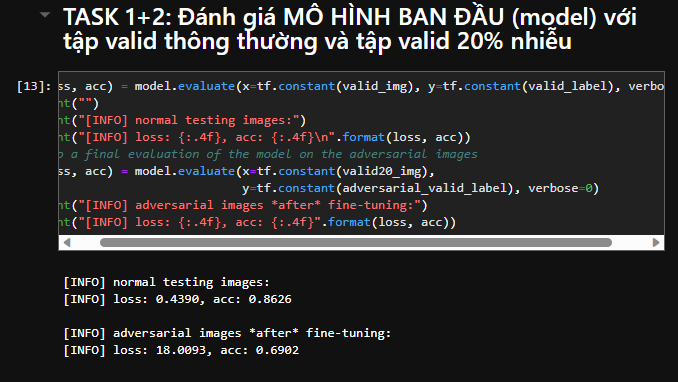 TASK 1+2: Đánh giá MÔ HÌNH BAN ĐẦU (model) với
tập valid thông thường và tập valid 20% nhiễu
[13]: ss, acc) = model.evaluate(x=tf.constant(valid_img), y=tf.constant(valid_label), verbo
nt("")
nt("[INFO] normal testing images:")
nt("[INFO] loss: {:.4f}, acc: {:.4f}\n".format(loss, acc))
o a final evaluation of the model on the adversarial images
ss, acc) = model.evaluate(x=tf.constant(valid20_img),
y=tf.constant(adversarial_valid_label), verbose=0)
nt("[INFO] adversarial images *after* fine-tuning:")
nt("[INFO] loss: {:.4f}, acc: {:.4f}".format(loss, acc))
[INFO] normal testing images:
[INFO] loss: 0.4390, acc: 0.8626
[INFO] adversarial images *after* fine-tuning:
[INFO] loss: 18.0093, acc: 0.6902